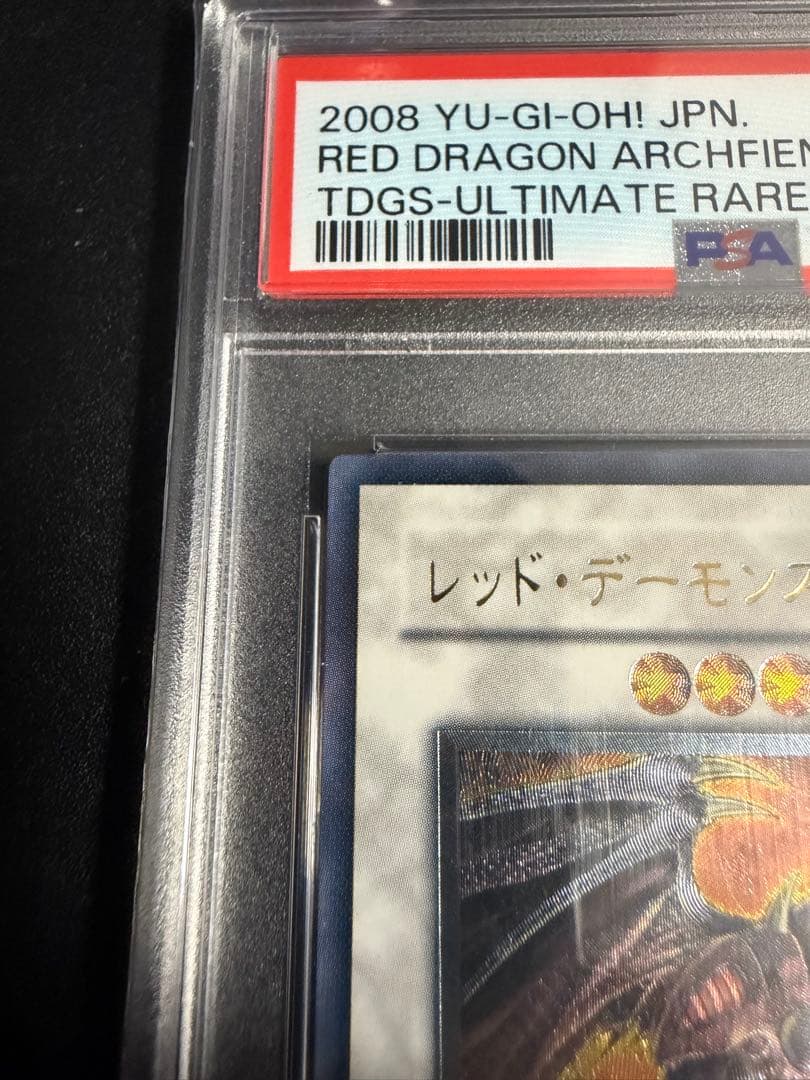 2008 YU-GI-OH! JPN.
RED DRAGON ARCHFIEN
TDGS-ULTIMATE RARE
PSA
レッド・デーモンズ